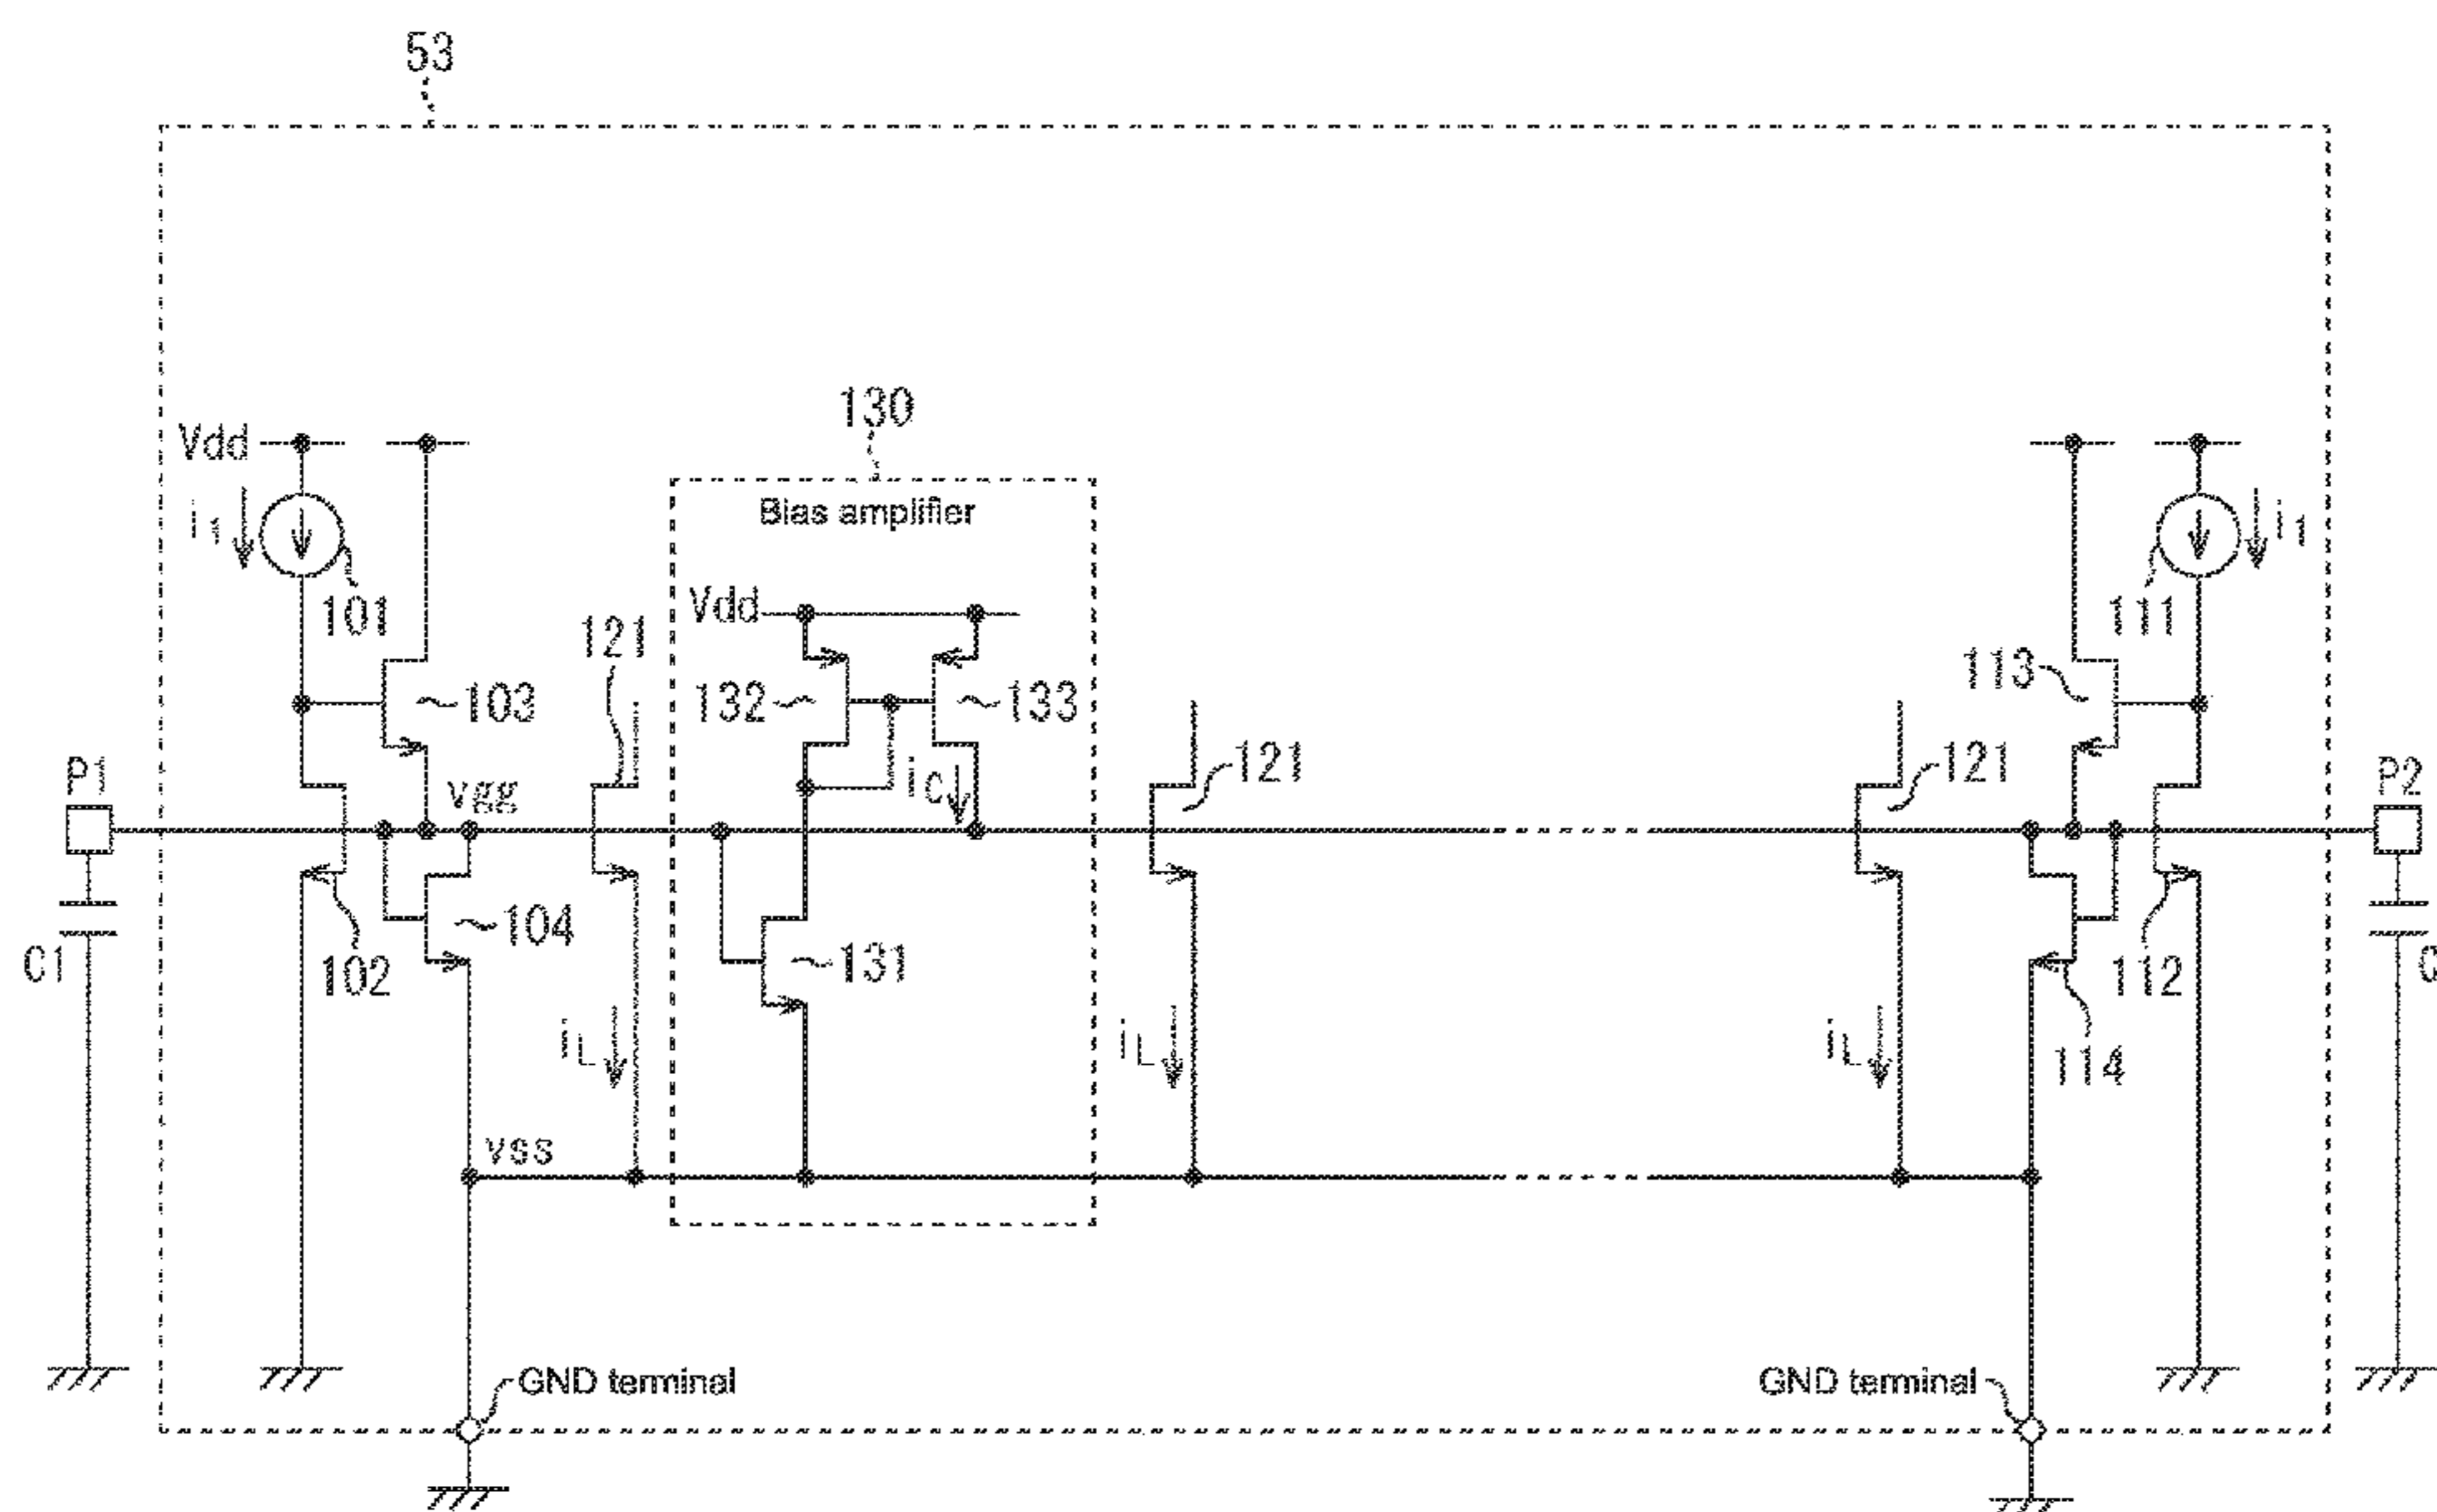 53
130
Bias amplifier
Vdd
i1
101
Vdd
121
132
133
103
iC
113
111
i1
121
121
P1
vgg
P2
C1
102
104
131
iL
iL
iL
114
112
C
vss
GND terminal
GND terminal